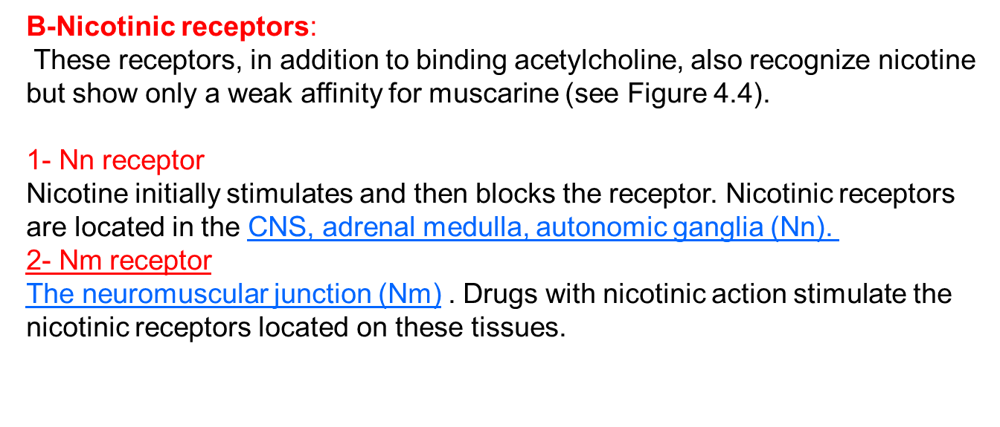 B-Nicotinic receptors:
These receptors, in addition to binding acetylcholine, also recognize nicotine
but show only a weak affinity for muscarine (see Figure 4.4).
1- Nn receptor
Nicotine initially stimulates and then blocks the receptor. Nicotinic receptors
are located in the CNS, adrenal medulla, autonomic ganglia (Nn).
2- Nm receptor
The neuromuscular junction (Nm) . Drugs with nicotinic action stimulate the
nicotinic receptors located on these tissues.